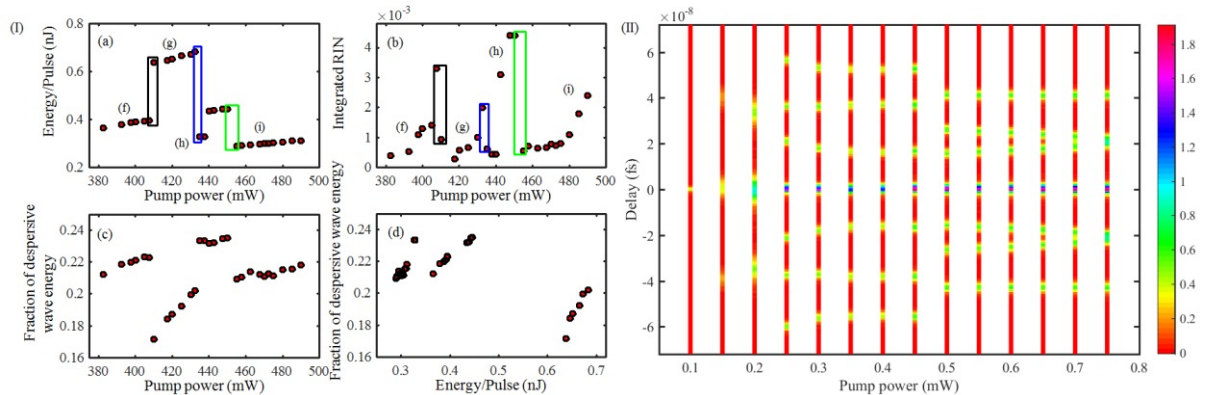 (I)
(a)
(f)
(g)
(h)
(i)
Energy/Pulse (nJ)
0.8
0.6
0.4
0.2
380 400 420 440 460 480 500
Pump power (mW)
×10⁻³
(b)
(f)
(g)
(h)
(i)
Integrated RIN
4
3
2
1
0
380 400 420 440 460 480 500
Pump power (mW)
(c)
Fraction of despersive
wave energy
0.24
0.22
0.20
0.18
0.16
380 400 420 440 460 480 500
Pump power (mW)
(d)
Fraction of despersive wave energy
0.24
0.22
0.20
0.18
0.16
0.3 0.4 0.5 0.6 0.7
Energy/Pulse (nJ)
(II)
×10⁻⁸
Delay (fs)
6
4
2
0
-2
-4
-6
0.1 0.2 0.3 0.4 0.5 0.6 0.7 0.8
Pump power (mW)
1.8
1.6
1.4
1.2
1
0.8
0.6
0.4
0.2
0